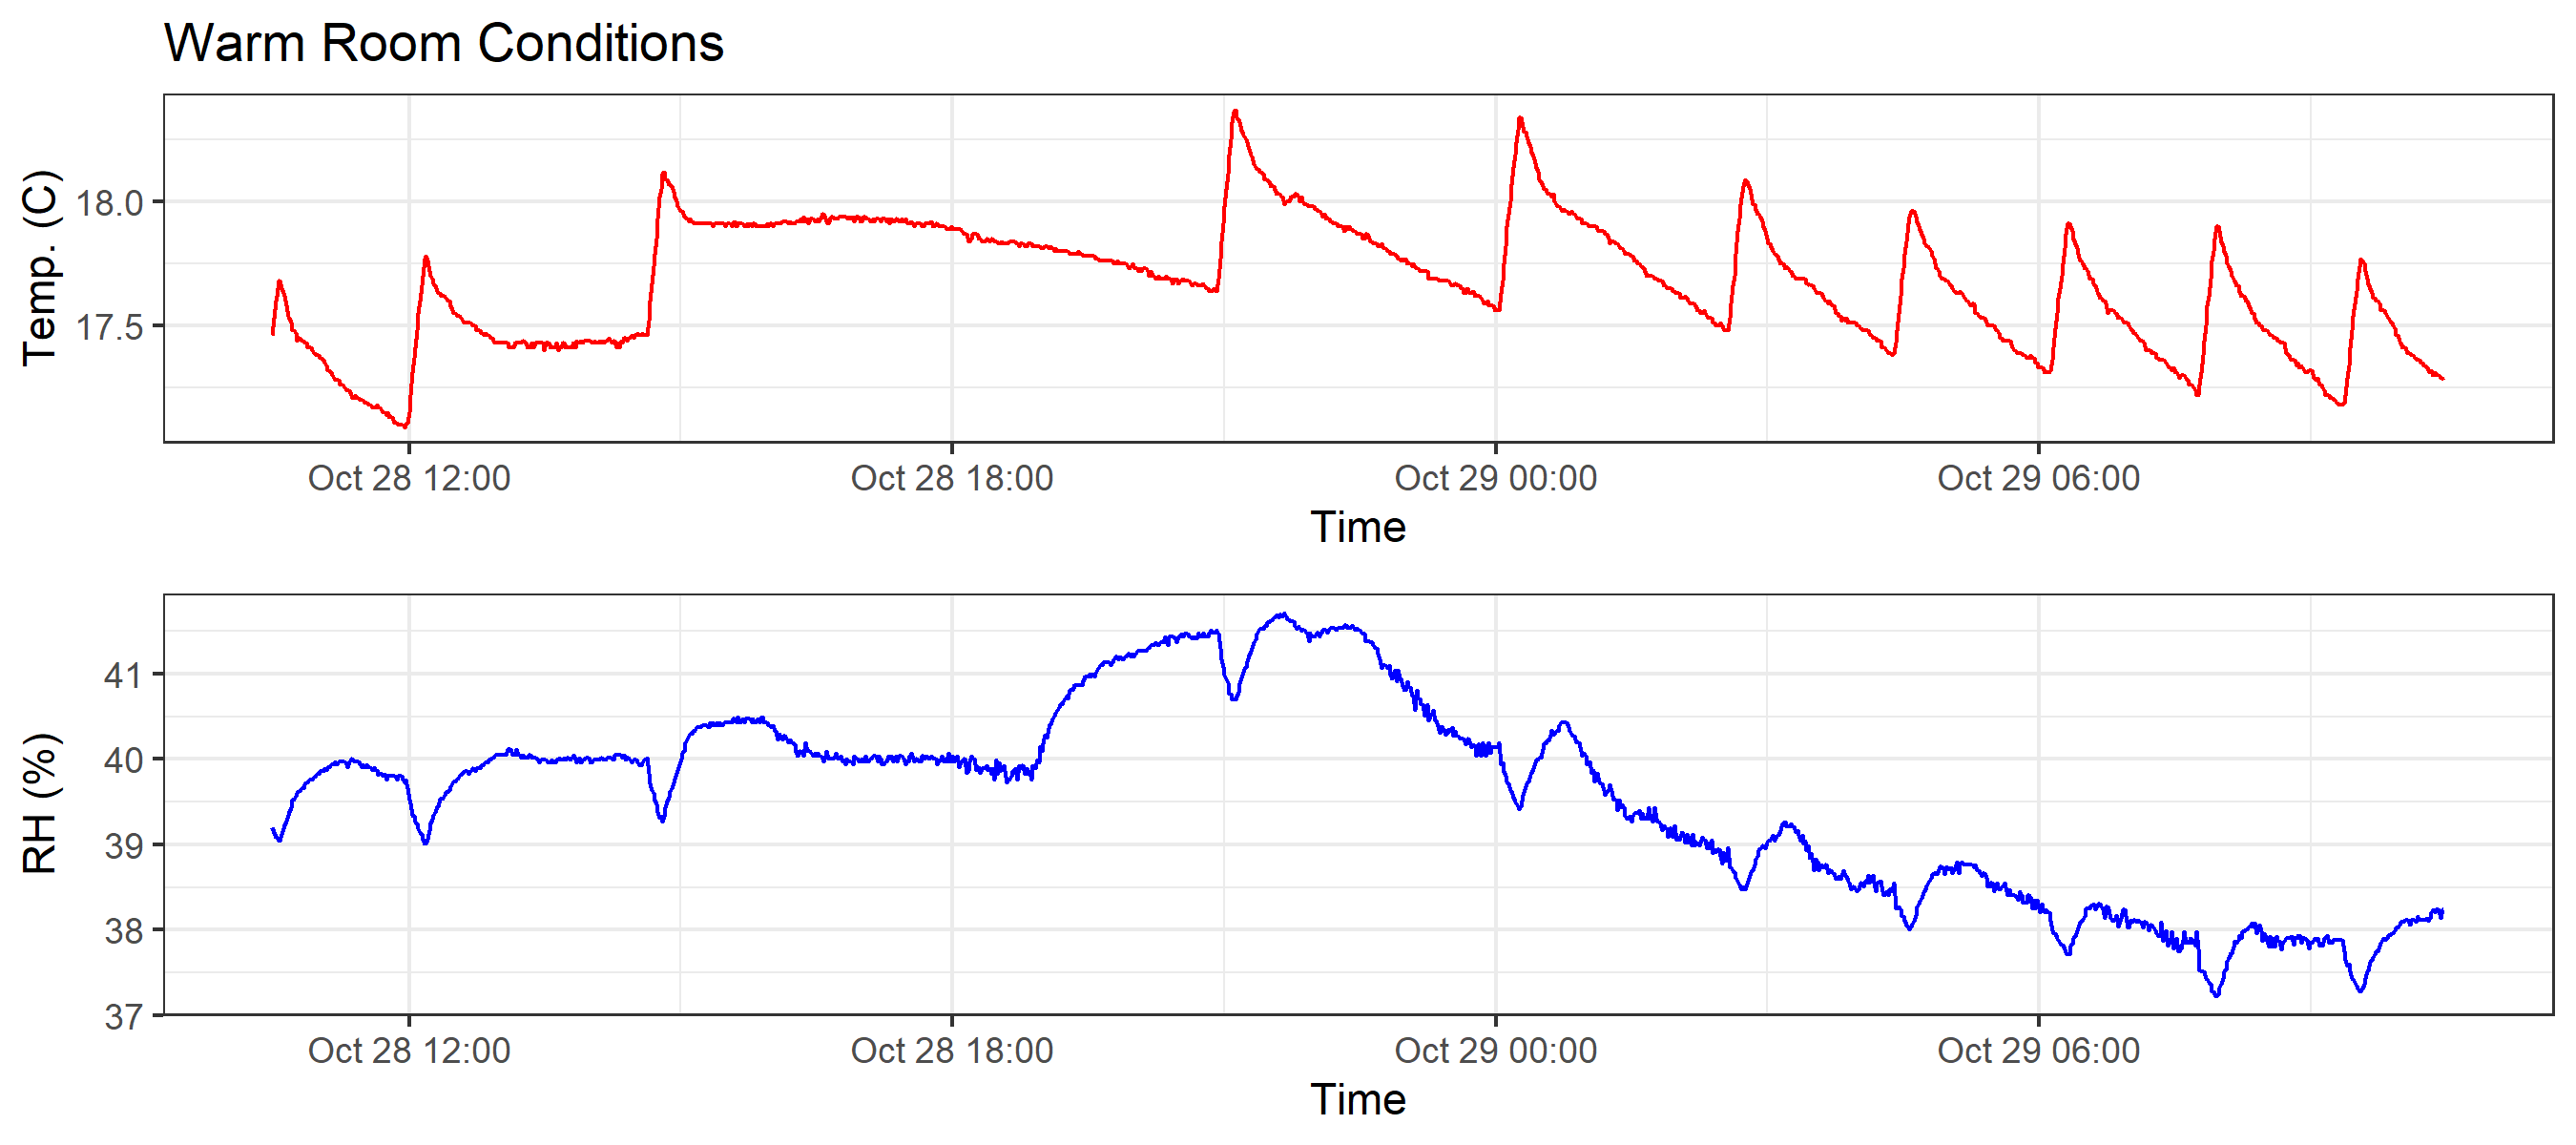 Warm Room Conditions
Temp. (C)
18.0
17.5
Oct 28 12:00 Oct 28 18:00 Oct 29 00:00 Oct 29 06:00
Time
RH (%)
41
40
39
38
37
Oct 28 12:00 Oct 28 18:00 Oct 29 00:00 Oct 29 06:00
Time